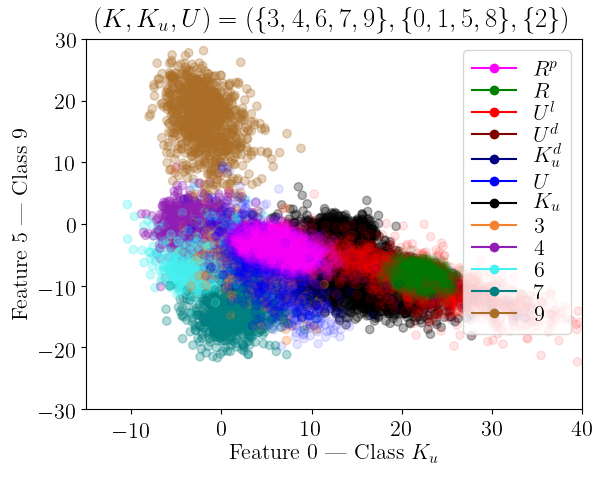 (K, K_u, U) = ({3, 4, 6, 7, 9}, {0, 1, 5, 8}, {2})
30
20
10
0
−10
−20
−30
Feature 5 — Class 9
R^p
R
U^l
U^d
K_u^d
U
K_u
3
4
6
7
9
−10
0
10
20
30
40
Feature 0 — Class K_u